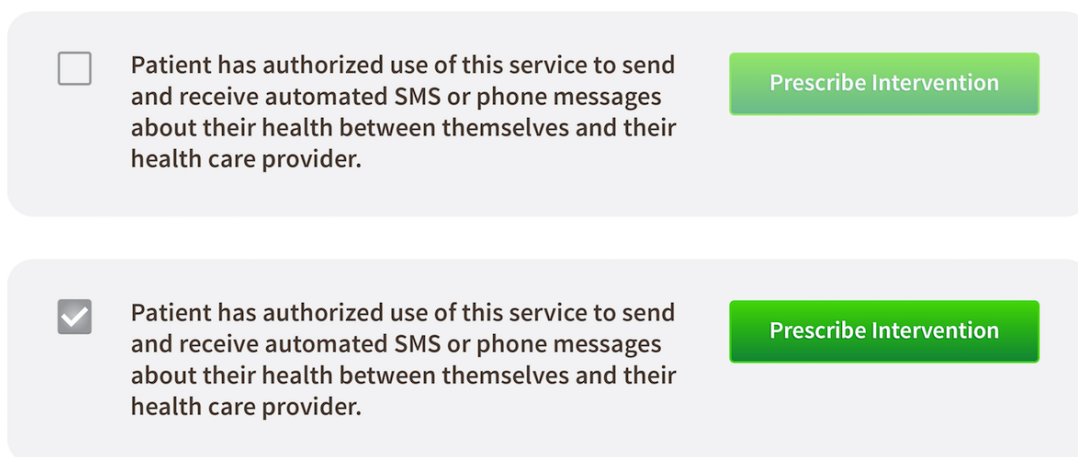 Patient has authorized use of this service to send
and receive automated SMS or phone messages
about their health between themselves and their
health care provider.
Prescribe Intervention
Patient has authorized use of this service to send
and receive automated SMS or phone messages
about their health between themselves and their
health care provider.
Prescribe Intervention